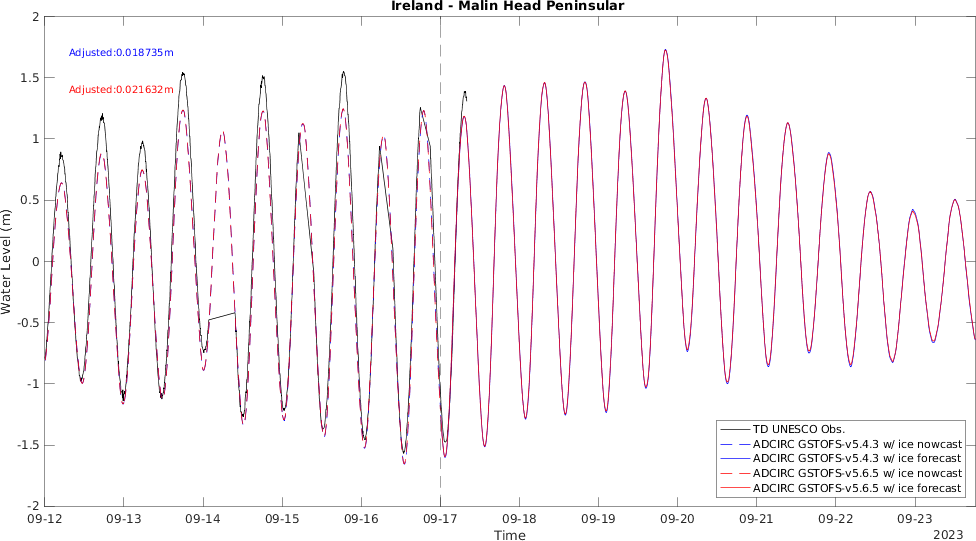 Ireland - Malin Head Peninsular
2
1.5
1
0.5
0
-0.5
-1
-1.5
-2
Water Level (m)
Adjusted:0.018735m
Adjusted:0.021632m
TD UNESCO Obs.
ADCIRC GSTOFS-v5.4.3 w/ ice nowcast
ADCIRC GSTOFS-v5.4.3 w/ ice forecast
ADCIRC GSTOFS-v5.6.5 w/ ice nowcast
ADCIRC GSTOFS-v5.6.5 w/ ice forecast
09-12 09-13 09-14 09-15 09-16 09-17 09-18 09-19 09-20 09-21 09-22 09-23
Time
2023